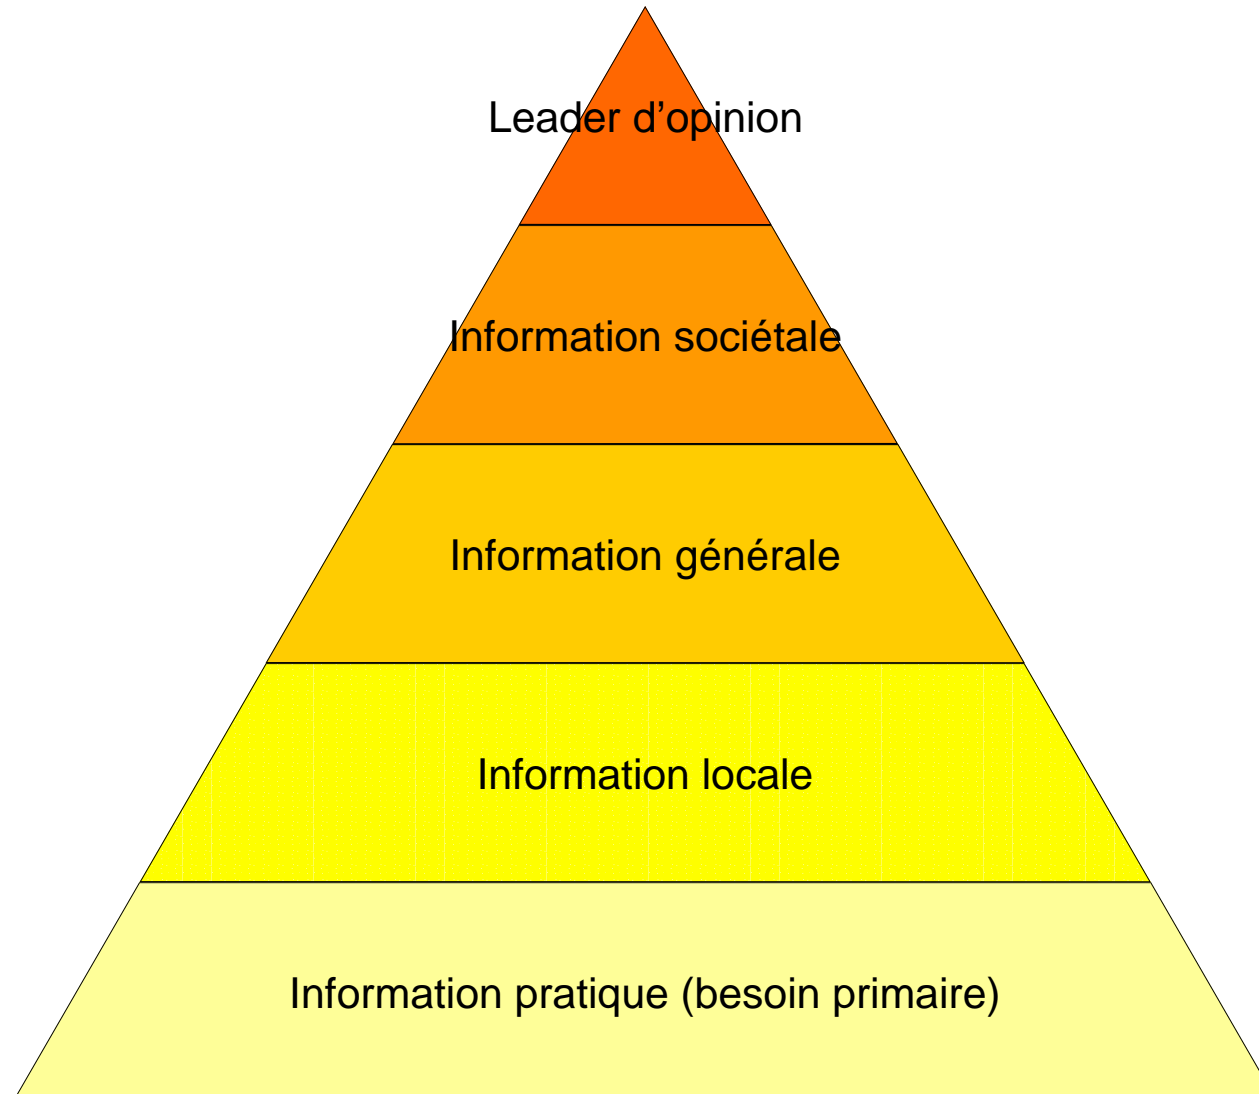 Leader d’opinion
Information sociétale
Information générale
Information locale
Information pratique (besoin primaire)